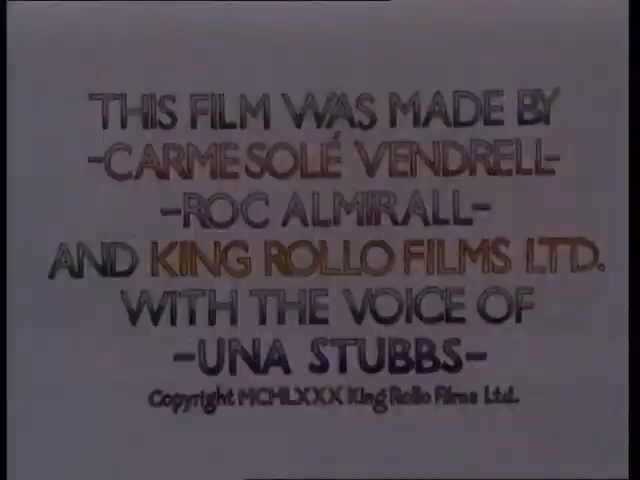 THIS FILM WAS MADE BY
-CARME SOLÉ VENDRELL-
-ROC ALMIRALL-
AND KING ROLLO FILMS LTD.
WITH THE VOICE OF
-UNA STUBBS-
Copyright MCMLXXX King Rollo Films Ltd.